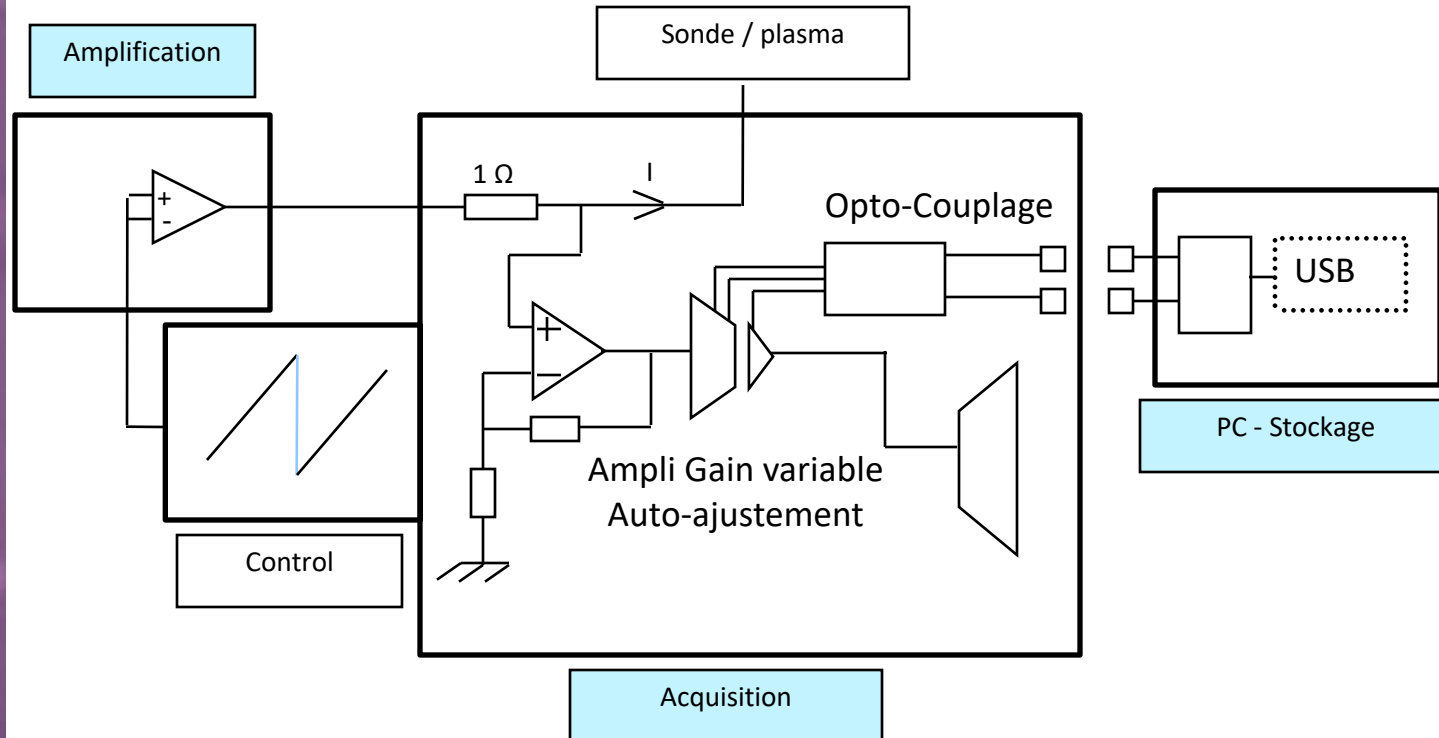 Amplification
Sonde / plasma
1 Ω
I
+
-
Opto-Couplage
USB
+
−
PC - Stockage
Ampli Gain variable
Auto-ajustement
Control
Acquisition